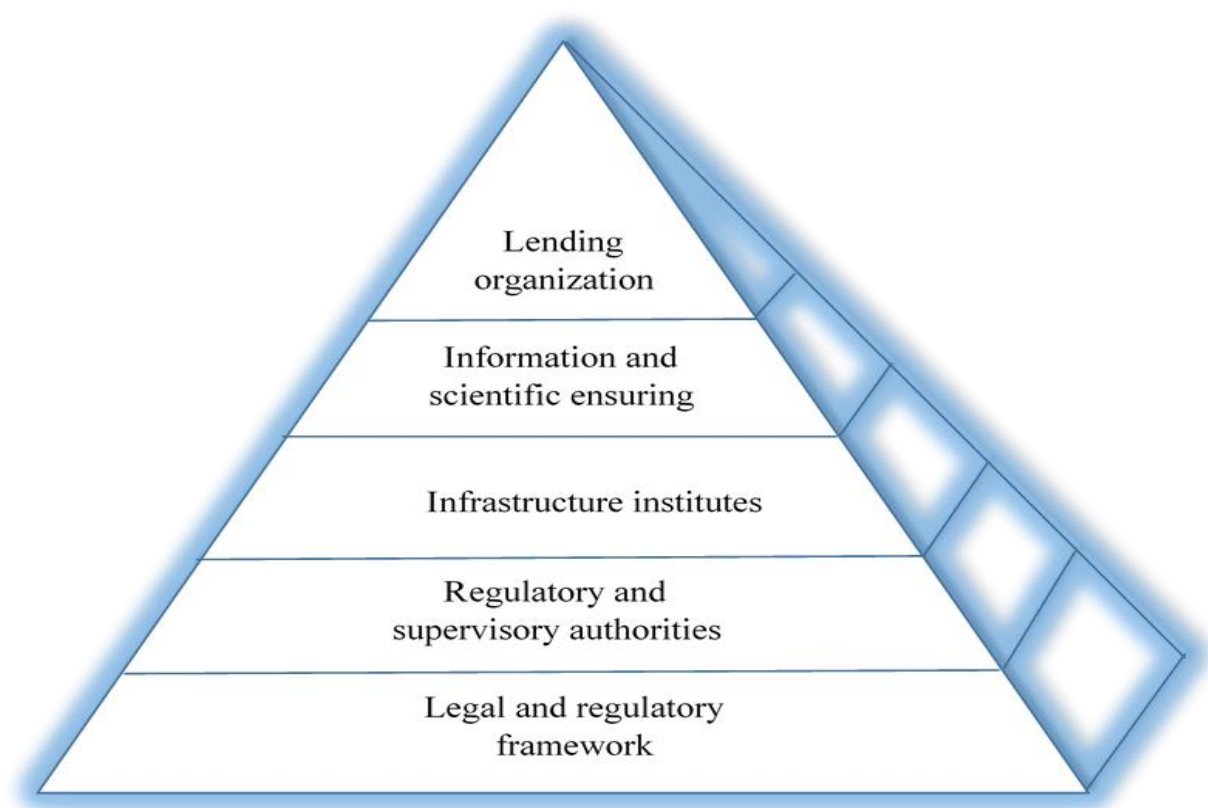 Lending
organization
Information and
scientific ensuring
Infrastructure institutes
Regulatory and
supervisory authorities
Legal and regulatory
framework